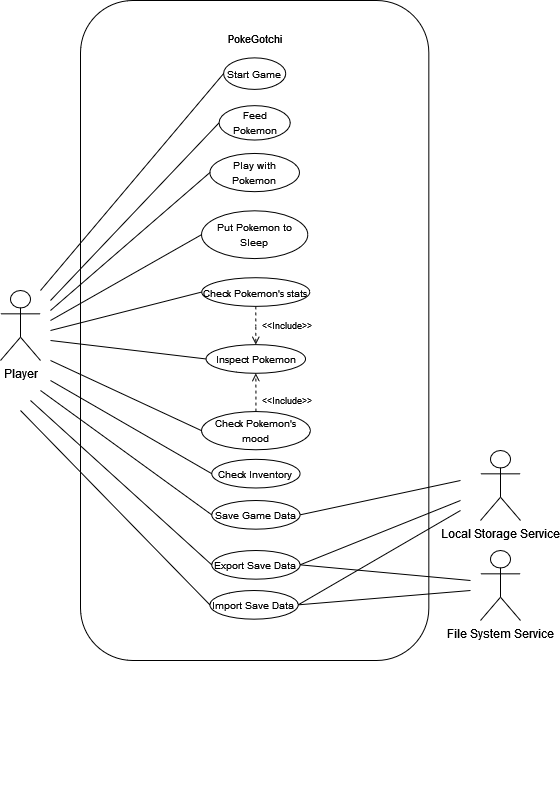 PokeGotchi
Start Game
Feed
Pokemon
Play with
Pokemon
Put Pokemon to
Sleep
Check Pokemon's stats
<<Include>>
Inspect Pokemon
Player
<<Include>>
Check Pokemon's
mood
Check Inventory
Save Game Data
Local Storage Service
Export Save Data
Import Save Data
File System Service